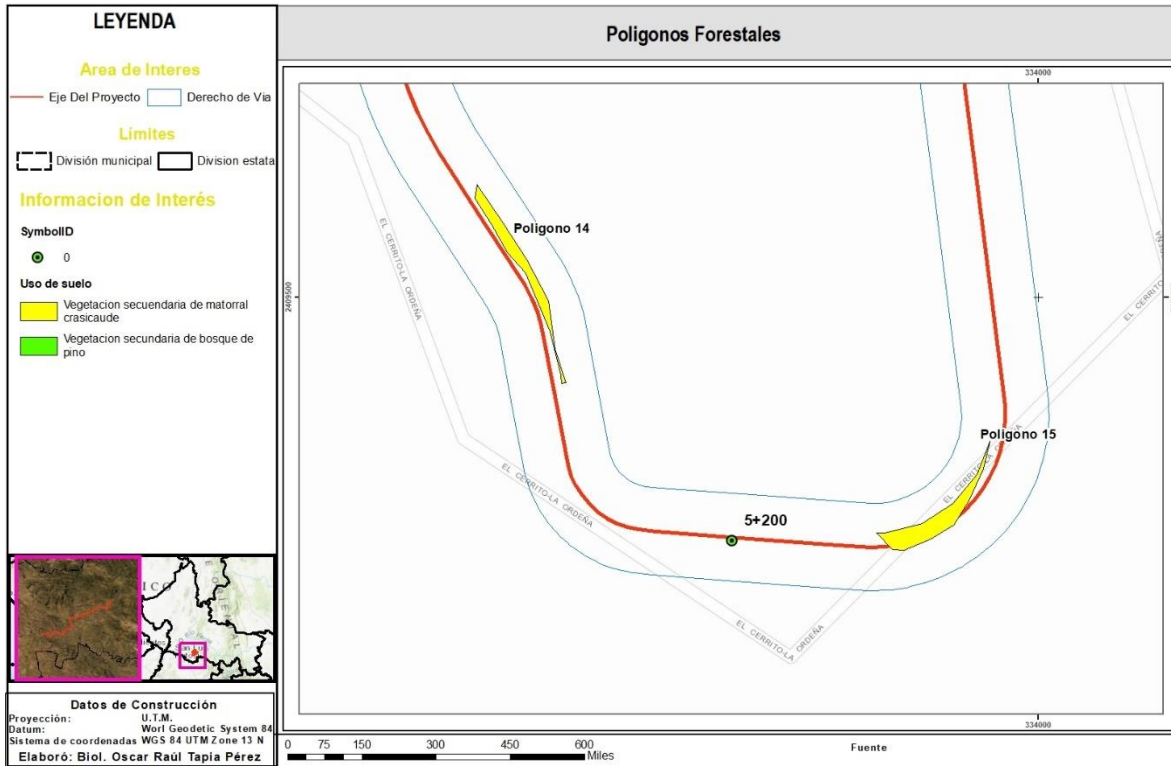 LEYENDA
Area de Interes
Eje Del Proyecto
Derecho de Via
Límites
División municipal
Division estata
Informacion de Interés
SymbolID
0
Uso de suelo
Vegetacion secuendaria de matorral
crasicaude
Vegetacion secundaria de bosque de
pino
Datos de Construcción
Proyección: U.T.M.
Datum: Worl Geodetic System 84
Sistema de coordenadas WGS 84 UTM Zone 13 N
Elaboró: Biol. Oscar Raúl Tapia Pérez
Poligonos Forestales
334000
2409500
EL CERRITO-LA ORDEÑA
Poligono 14
EL CERRITO-LA ORDEÑA
5+200
Poligono 15
EL CERRITO-LA ORDEÑA
EL CERRITO-LA ORDEÑA
334000
0 75 150 300 450 600
Miles
Fuente